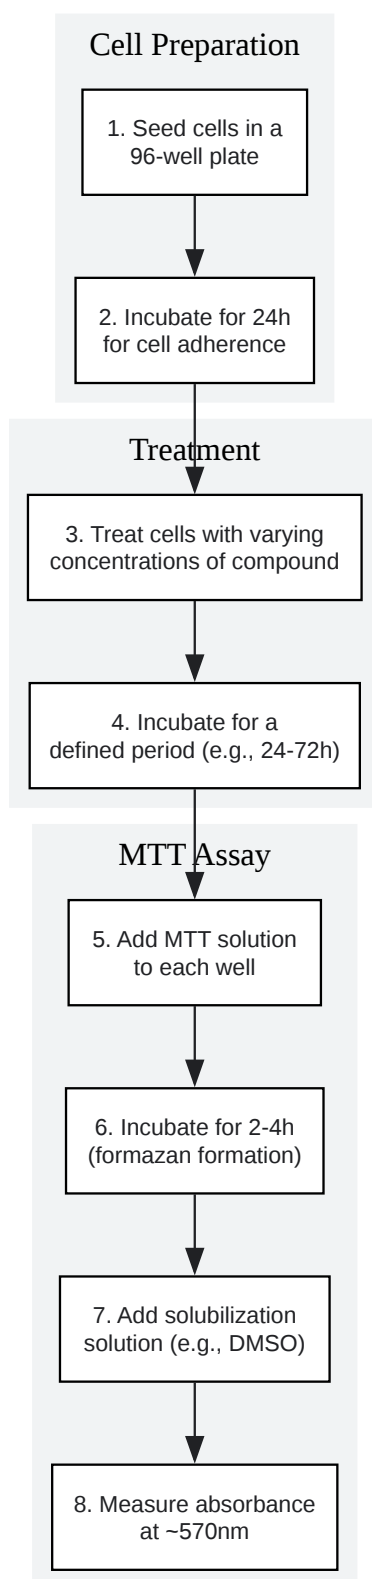 Cell Preparation
1. Seed cells in a
96-well plate
2. Incubate for 24h
for cell adherence
Treatment
3. Treat cells with varying
concentrations of compound
4. Incubate for a
defined period (e.g., 24-72h)
MTT Assay
5. Add MTT solution
to each well
6. Incubate for 2-4h
(formazan formation)
7. Add solubilization
solution (e.g., DMSO)
8. Measure absorbance
at ~570nm